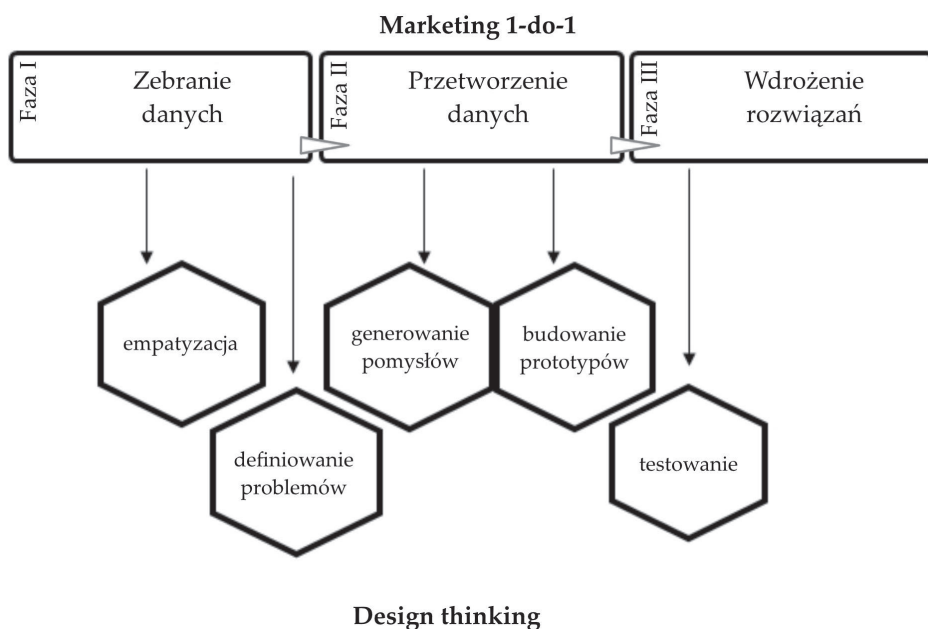 Marketing 1-do-1
Faza I
Zebranie
danych
Faza II
Przetworzenie
danych
Faza III
Wdrożenie
rozwiązań
empatyzacja
generowanie
pomysłów
budowanie
prototypów
definiowanie
problemów
testowanie
Design thinking